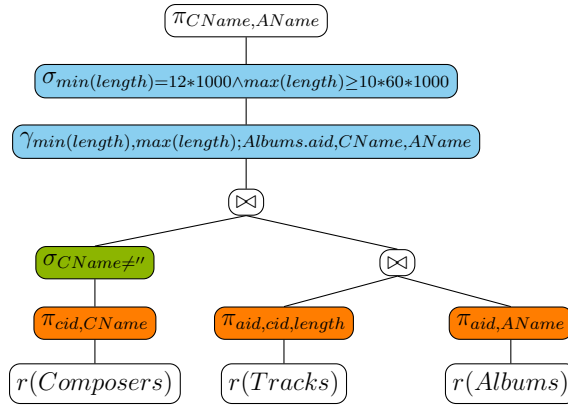 π_{CName,AName}
σ_{min(length)=12*1000∧max(length)≥10*60*1000}
γ_{min(length),max(length);Albums.aid,CName,AName}
⋈
σ_{CName≠''}
⋈
π_{cid,CName} π_{aid,cid,length} π_{aid,AName}
r(Composers) r(Tracks) r(Albums)